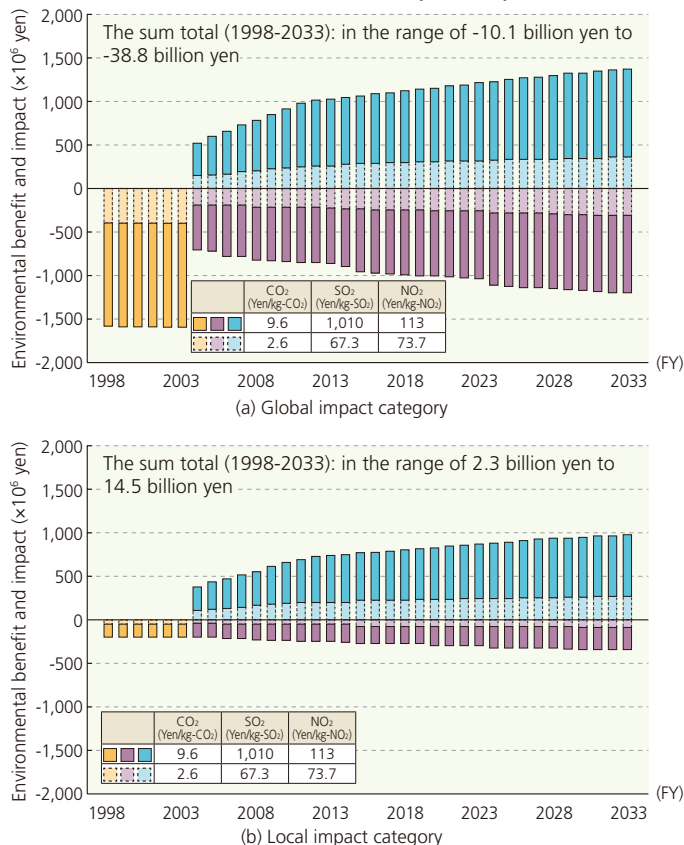 2,000
1,500
1,000
500
0
-500
-1,000
-1,500
-2,000
Environmental benefit and impact (×10⁶ yen)
The sum total (1998-2033): in the range of -10.1 billion yen to
-38.8 billion yen
CO₂ SO₂ NO₂
(Yen/kg-CO₂) (Yen/kg-SO₂) (Yen/kg-NO₂)
9.6 1,010 113
2.6 67.3 73.7
1998 2003 2008 2013 2018 2023 2028 2033
(FY)
(a) Global impact category
2,000
1,500
1,000
500
0
-500
-1,000
-1,500
-2,000
Environmental benefit and impact (×10⁶ yen)
The sum total (1998-2033): in the range of 2.3 billion yen to
14.5 billion yen
CO₂ SO₂ NO₂
(Yen/kg-CO₂) (Yen/kg-SO₂) (Yen/kg-NO₂)
9.6 1,010 113
2.6 67.3 73.7
1998 2003 2008 2013 2018 2023 2028 2033
(FY)
(b) Local impact category